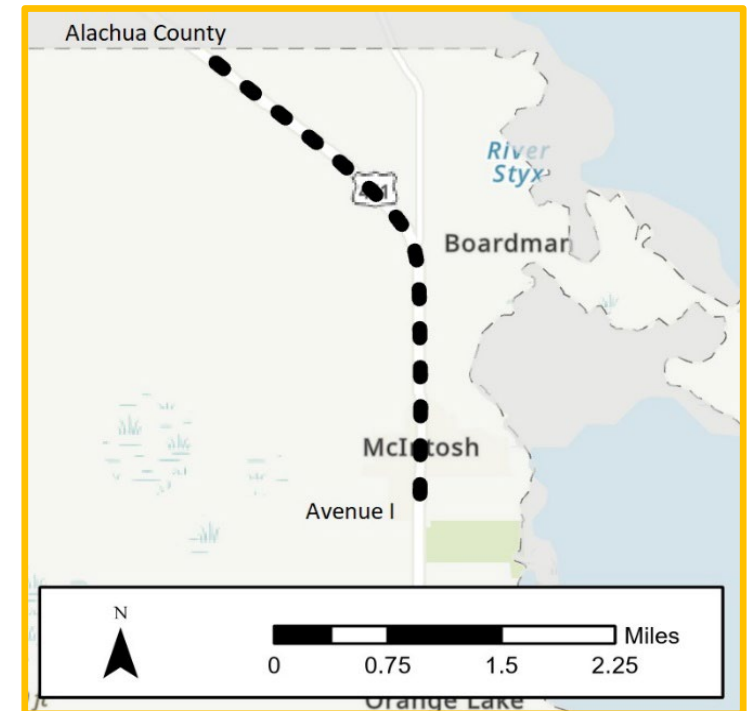 Alachua County
River
Styx
Boardman
McIntosh
Avenue I
N
Miles
0 0.75 1.5 2.25
Orange Lake